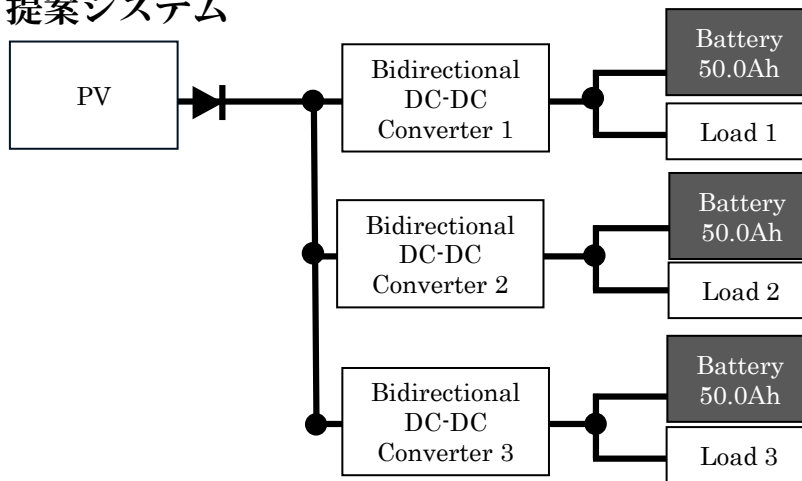 提案システム
PV
Bidirectional
DC-DC
Converter 1
Battery
50.0Ah
Load 1
Bidirectional
DC-DC
Converter 2
Battery
50.0Ah
Load 2
Bidirectional
DC-DC
Converter 3
Battery
50.0Ah
Load 3